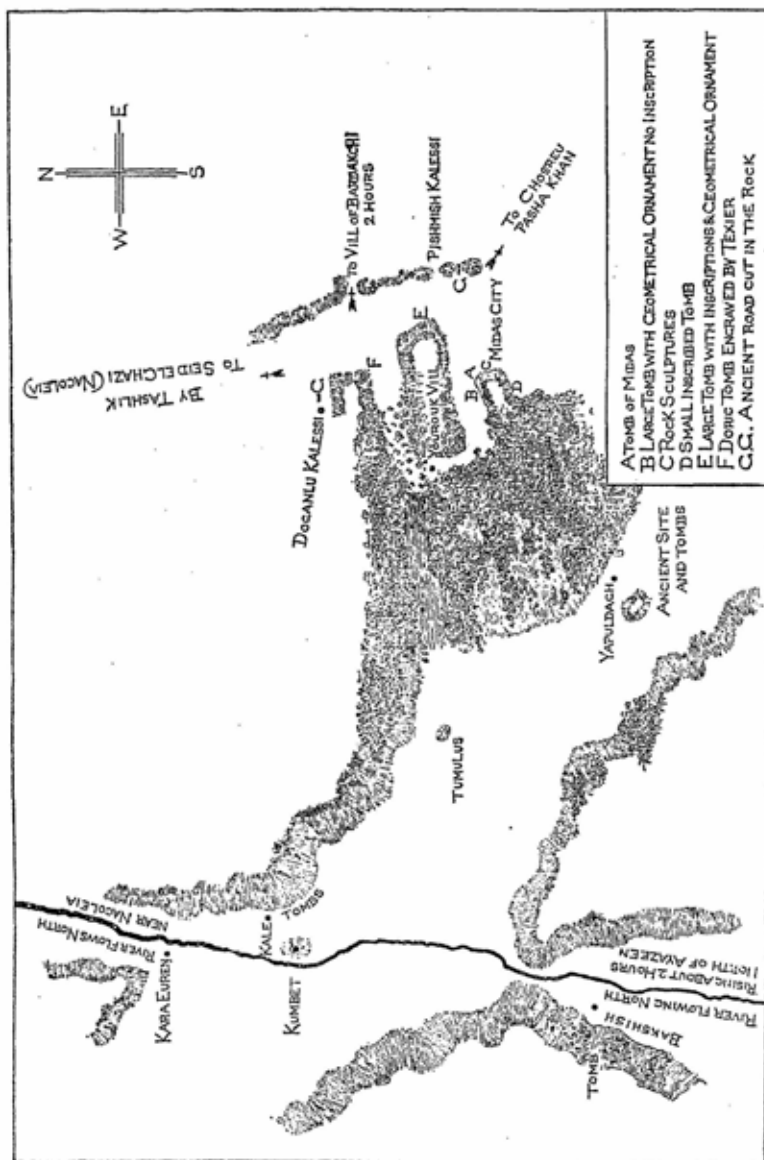 N
W
E
S
BY TASHLIK
TO SEIDELGHAZI (NACOLEIA)
TO VILL OF BARDAKCHI
2 HOURS
PISHMISH KALESSI
TO CHOSREU
PASHA KHAN
G
G
DOGANLU KALESSI
F
E
VILL
B
A
C
D
MIDAS CITY
YAPULDAGH
ANCIENT SITE
AND TOMBS
TUMULUS
NEAR NACOLEIA
RIVER FLOWS NORTH
KARA EUREN
KALE
TOMBS
KUMBET
RISING ABOUT 2 HOURS
NORTH OF AYAZEEN
RIVER FLOWING NORTH
BAKSHISH
TOMB
A TOMB OF MIDAS
B LARGE TOMB WITH GEOMETRICAL ORNAMENT NO INSCRIPTION
C ROCK SCULPTURES
D SMALL INSCRIBED TOMB
E LARGE TOMB WITH INSCRIPTIONS & GEOMETRICAL ORNAMENT
F DORIC TOMB ENGRAVED BY TEXIER
G.G. ANCIENT ROAD CUT IN THE ROCK